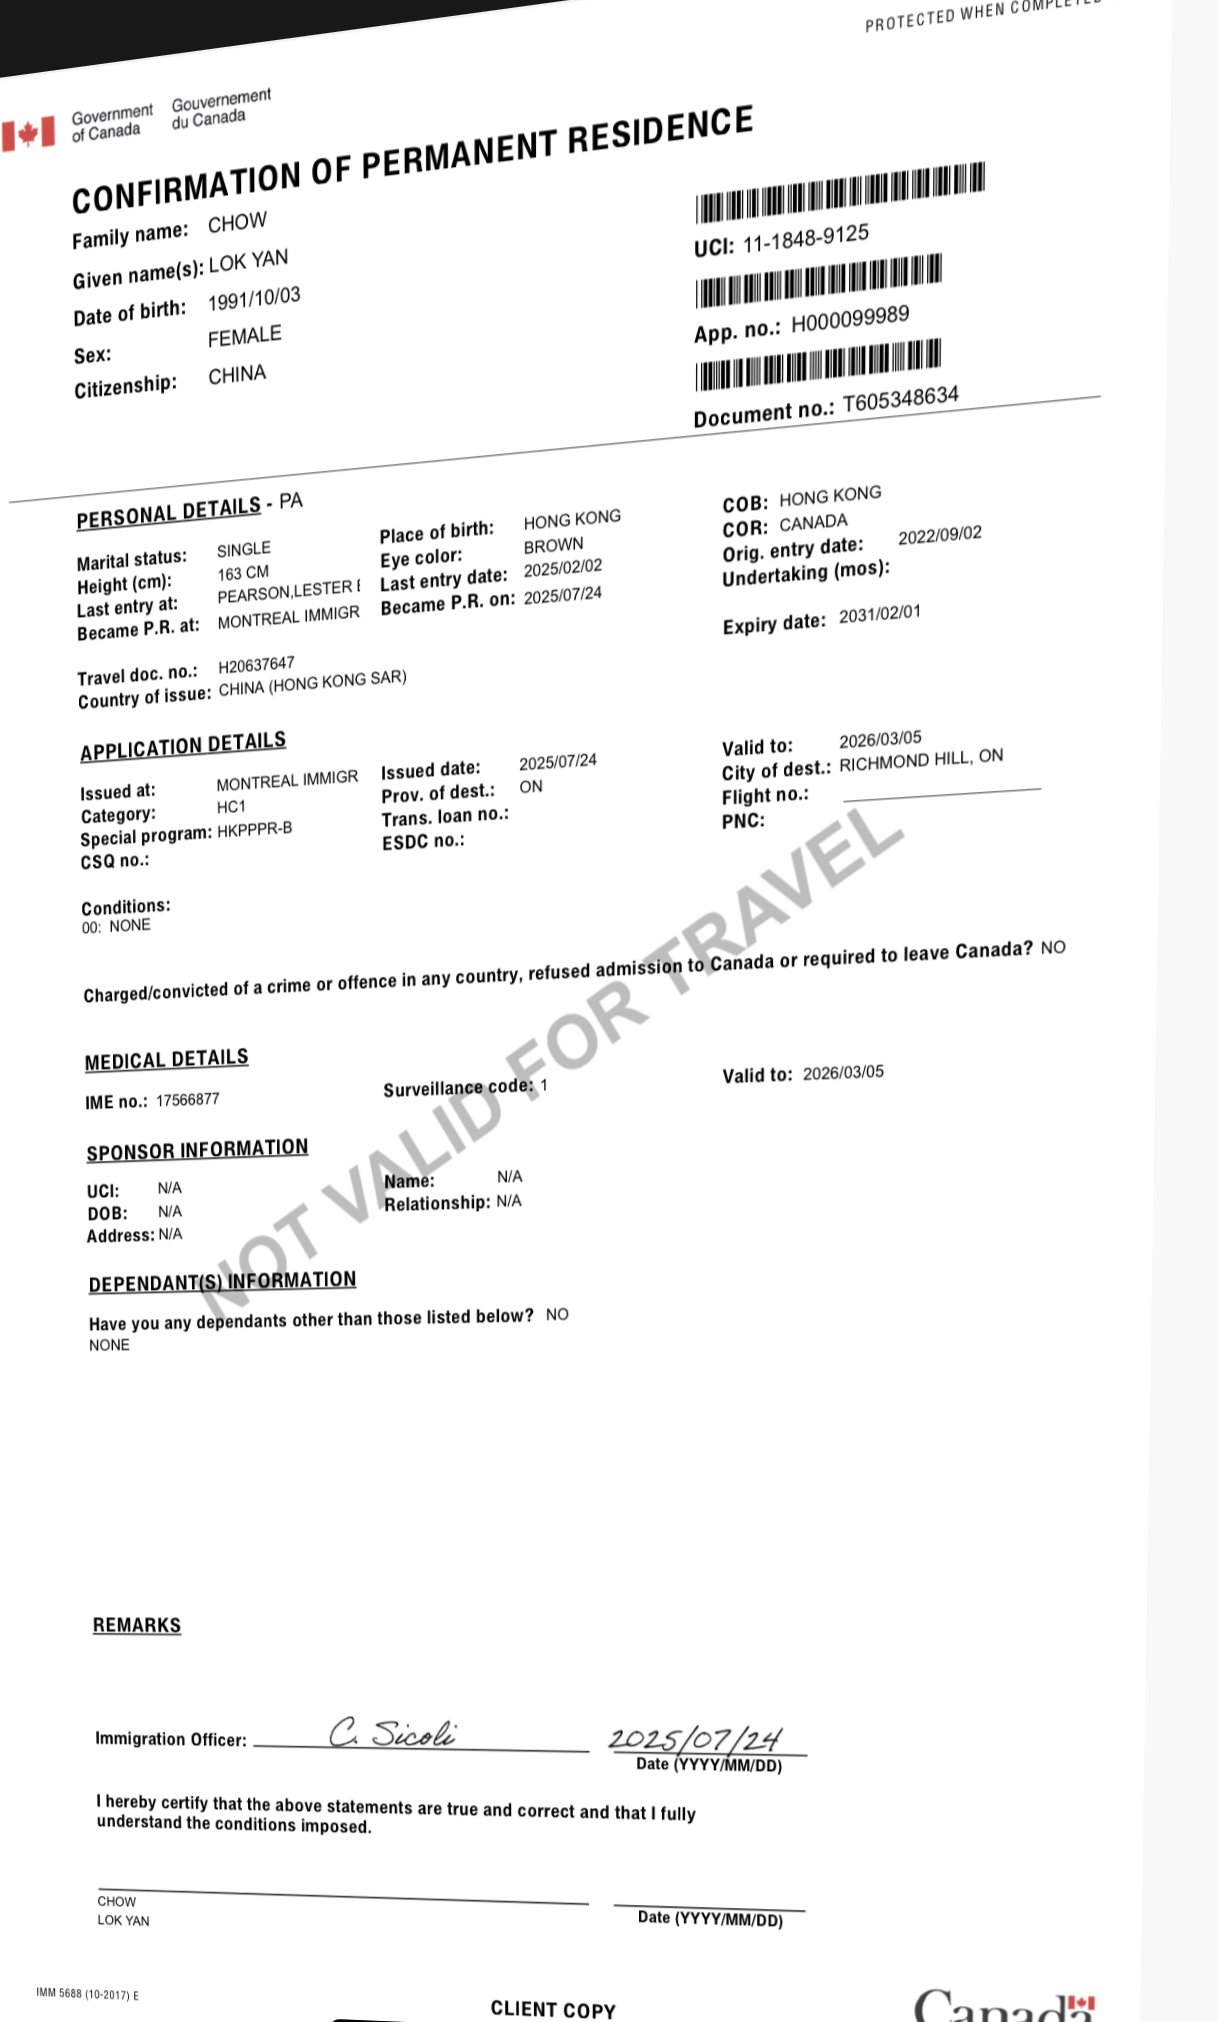 PROTECTED WHEN COMPLETED
Government of Canada
Gouvernement du Canada
CONFIRMATION OF PERMANENT RESIDENCE
Family name: CHOW
Given name(s): LOK YAN
Date of birth: 1991/10/03
Sex: FEMALE
Citizenship: CHINA
UCI: 11-1848-9125
App. no.: H000099989
Document no.: T605348634
PERSONAL DETAILS - PA
Marital status: SINGLE
Height (cm): 163 CM
Last entry at: PEARSON,LESTER
Became P.R. at: MONTREAL IMMIGR
Place of birth: HONG KONG
Eye color: BROWN
Last entry date: 2025/02/02
Became P.R. on: 2025/07/24
COB: HONG KONG
COR: CANADA
Orig. entry date: 2022/09/02
Undertaking (mos):
Expiry date: 2031/02/01
Travel doc. no.: H20637647
Country of issue: CHINA (HONG KONG SAR)
APPLICATION DETAILS
Issued at: MONTREAL IMMIGR
Category: HC1
Special program: HKPPPR-B
CSQ no.:
Issued date: 2025/07/24
Prov. of dest.: ON
Trans. loan no.:
ESDC no.:
Valid to: 2026/03/05
City of dest.: RICHMOND HILL, ON
Flight no.:
PNC:
Conditions:
00: NONE
NOT VALID FOR TRAVEL
Charged/convicted of a crime or offence in any country, refused admission to Canada or required to leave Canada? NO
MEDICAL DETAILS
IME no.: 17566877
Surveillance code: 1
Valid to: 2026/03/05
SPONSOR INFORMATION
UCI: N/A
DOB: N/A
Address: N/A
Name: N/A
Relationship: N/A
DEPENDANT(S) INFORMATION
Have you any dependants other than those listed below? NO
NONE
REMARKS
Immigration Officer: C. Sicoli 2025/07/24
Date (YYYY/MM/DD)
I hereby certify that the above statements are true and correct and that I fully
understand the conditions imposed.
CHOW
LOK YAN
Date (YYYY/MM/DD)
IMM 5688 (10-2017) E
CLIENT COPY
Canada